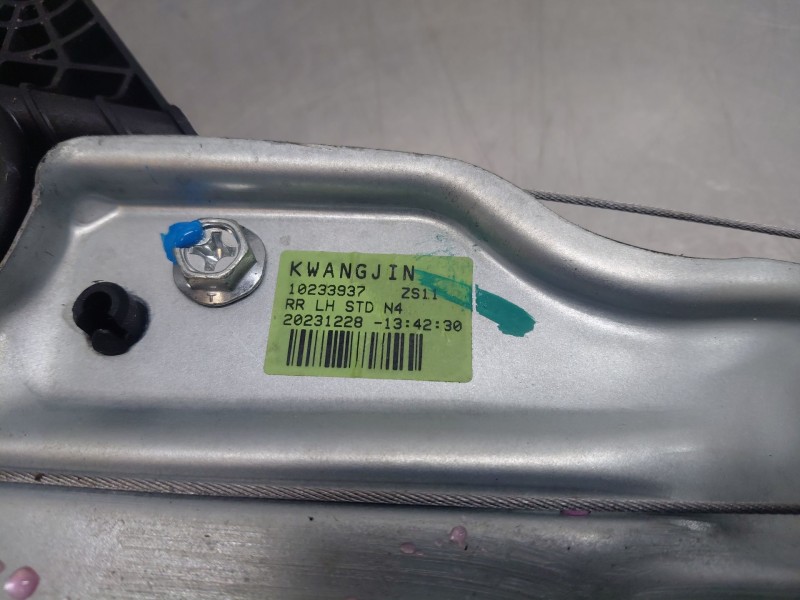 KWANGJIN
10233937 ZS11
RR LH STD N4
20231228 -13:42:30
T